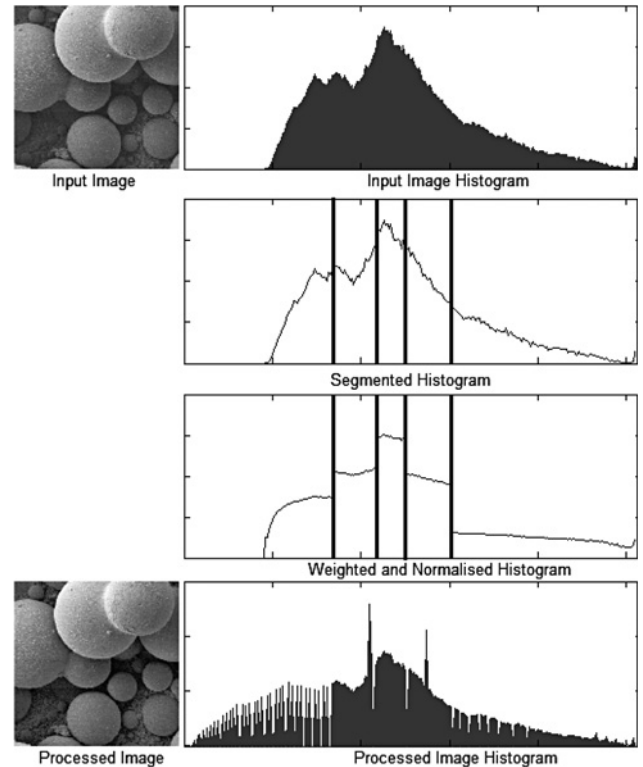 Input Image
Input Image Histogram
Segmented Histogram
Weighted and Normalised Histogram
Processed Image
Processed Image Histogram